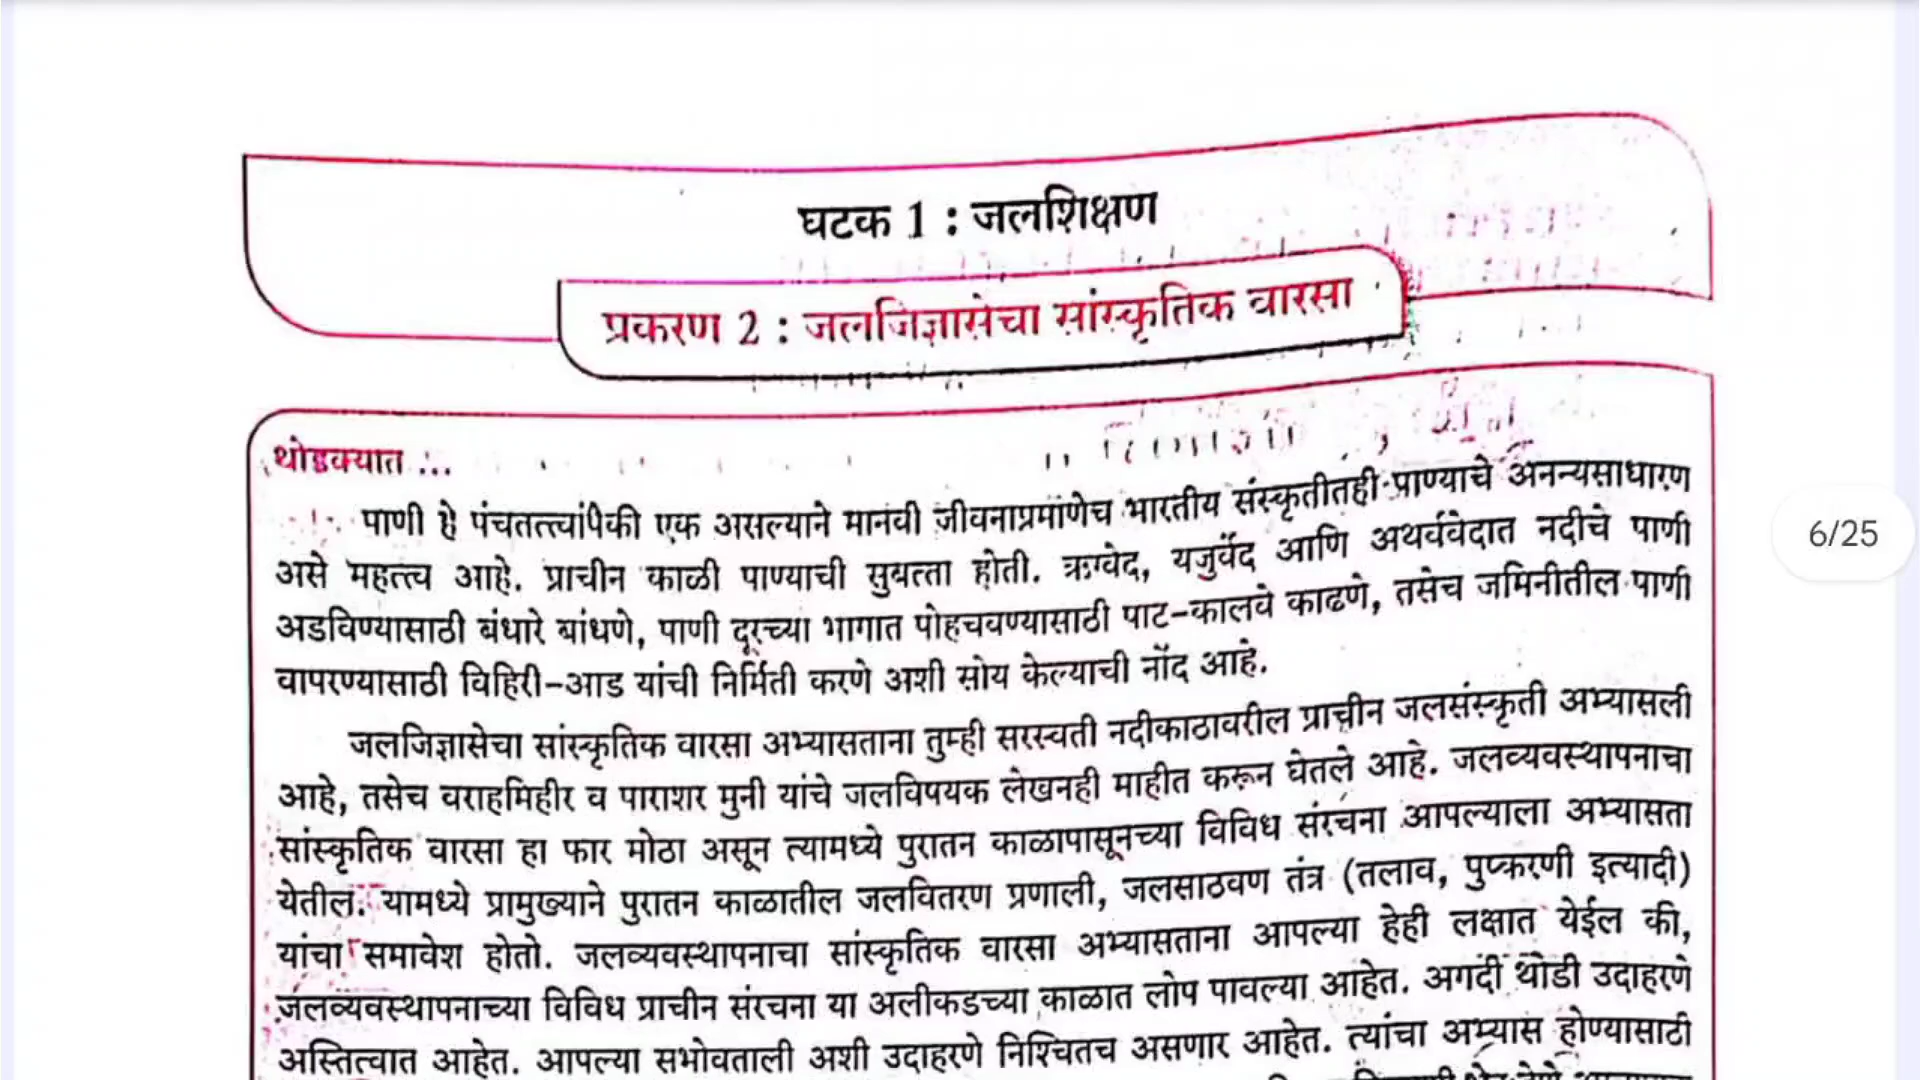 घटक 1 : जलशिक्षण
प्रकरण 2 : जलजिज्ञासेचा सांस्कृतिक वारसा
थोडक्यात ...
पाणी हे पंचतत्त्वांपैकी एक असल्याने मानवी जीवनाप्रमाणेच भारतीय संस्कृतीतही पाण्याचे अनन्यसाधारण
असे महत्त्व आहे. प्राचीन काळी पाण्याची सुबत्ता होती. ऋग्वेद, यजुर्वेद आणि अथर्ववेदात नदीचे पाणी
अडविण्यासाठी बंधारे बांधणे, पाणी दूरच्या भागात पोहचवण्यासाठी पाट-कालवे काढणे, तसेच जमिनीतील पाणी
वापरण्यासाठी विहिरी-आड यांची निर्मिती करणे अशी सोय केल्याची नोंद आहे.
जलजिज्ञासेचा सांस्कृतिक वारसा अभ्यासताना तुम्ही सरस्वती नदीकाठावरील प्राचीन जलसंस्कृती अभ्यासली
आहे, तसेच वराहमिहीर व पाराशर मुनी यांचे जलविषयक लेखनही माहीत करून घेतले आहे. जलव्यवस्थापनाचा
सांस्कृतिक वारसा हा फार मोठा असून त्यामध्ये पुरातन काळापासूनच्या विविध संरचना आपल्याला अभ्यासता
येतील. यामध्ये प्रामुख्याने पुरातन काळातील जलवितरण प्रणाली, जलसाठवण तंत्र (तलाव, पुष्करणी इत्यादी)
यांचा समावेश होतो. जलव्यवस्थापनाचा सांस्कृतिक वारसा अभ्यासताना आपल्या हेही लक्षात येईल की,
जलव्यवस्थापनाच्या विविध प्राचीन संरचना या अलीकडच्या काळात लोप पावल्या आहेत. अगदी थोडी उदाहरणे
अस्तित्वात आहेत. आपल्या सभोवताली अशी उदाहरणे निश्चितच असणार आहेत. त्यांचा अभ्यास होण्यासाठी
6/25